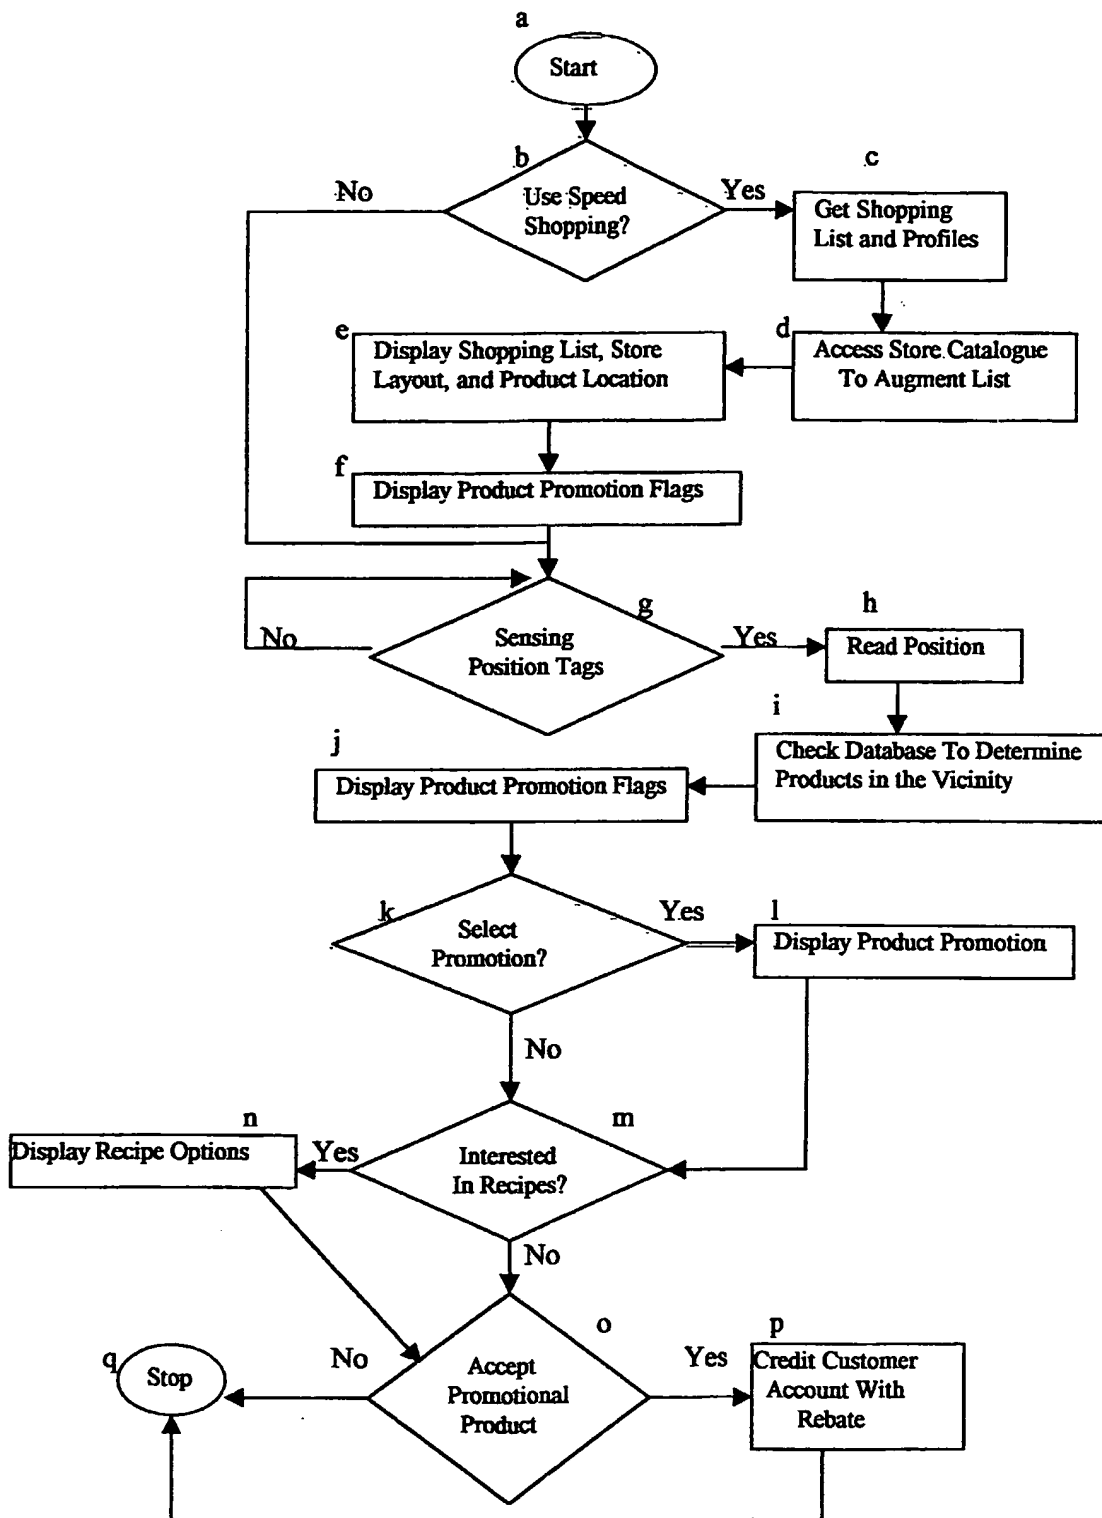 a
Start
b
Use Speed
Shopping?
No
Yes
c
Get Shopping
List and Profiles
d
Access Store Catalogue
To Augment List
e
Display Shopping List, Store
Layout, and Product Location
f
Display Product Promotion Flags
g
Sensing
Position Tags
No
Yes
h
Read Position
i
Check Database To Determine
Products in the Vicinity
j
Display Product Promotion Flags
k
Select
Promotion?
Yes
l
Display Product Promotion
No
m
Interested
In Recipes?
Yes
n
Display Recipe Options
No
o
Accept
Promotional
Product
No
q
Stop
Yes
p
Credit Customer
Account With
Rebate